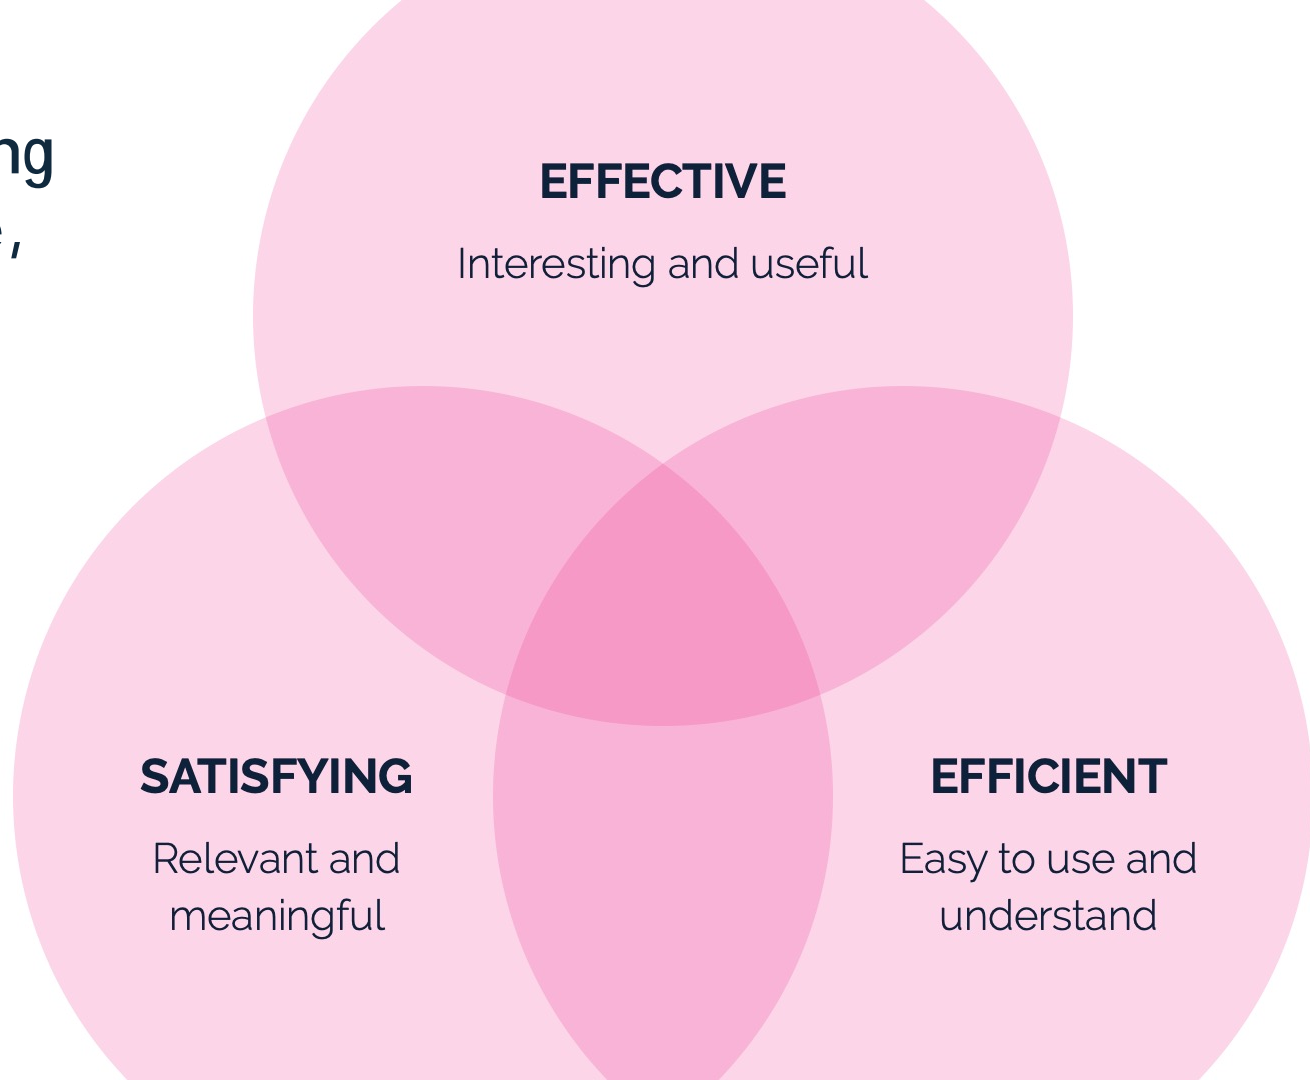 EFFECTIVE
Interesting and useful
SATISFYING
Relevant and
meaningful
EFFICIENT
Easy to use and
understand